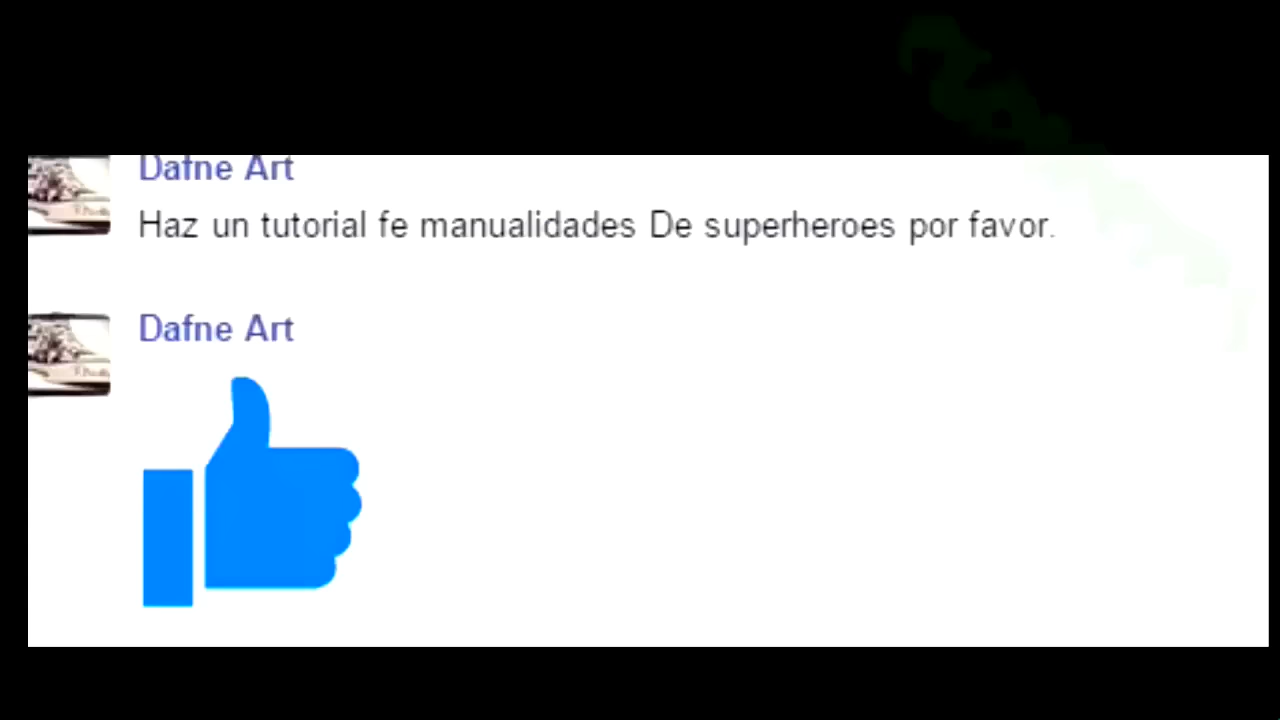 Dafne Art
Haz un tutorial fe manualidades De superheroes por favor.
Dafne Art